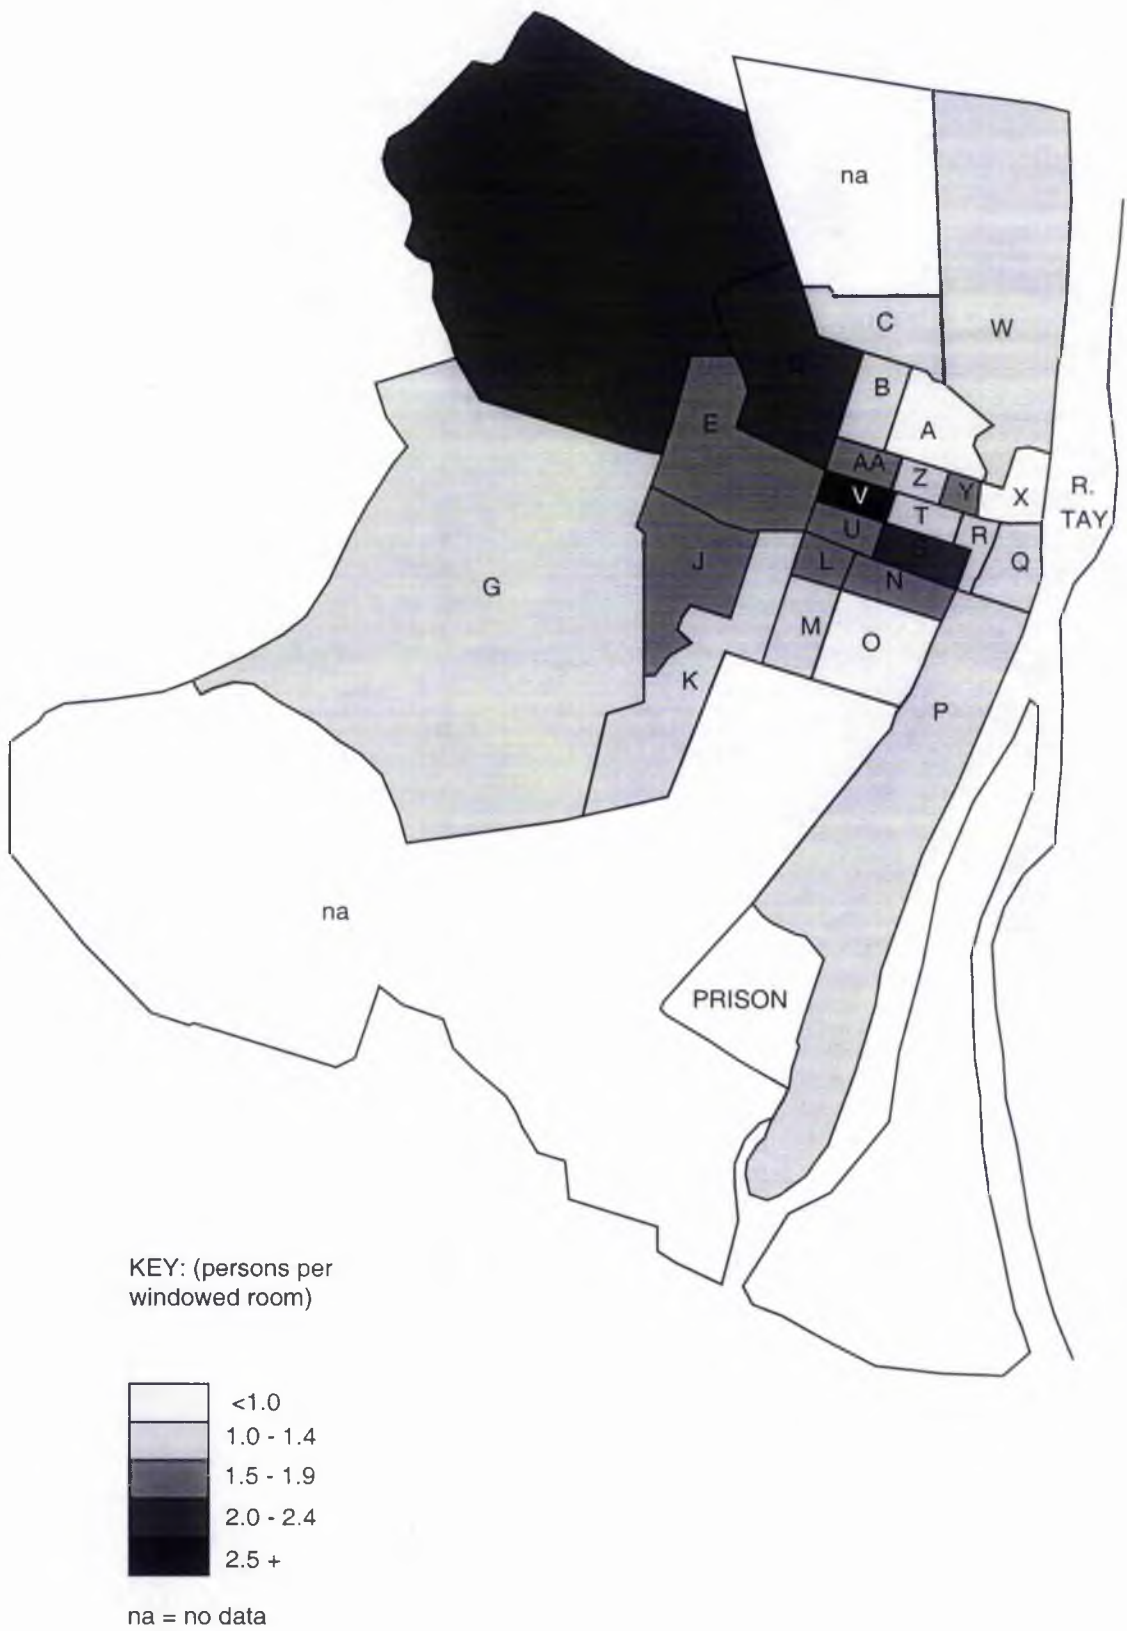 na
C
W
B
A
E
AA
Z
Y
X
V
T
R.
TAY
U
R
S
Q
J
L
N
G
M
O
K
P
na
PRISON
KEY: (persons per
windowed room)
<1.0
1.0 - 1.4
1.5 - 1.9
2.0 - 2.4
2.5 +
na = no data